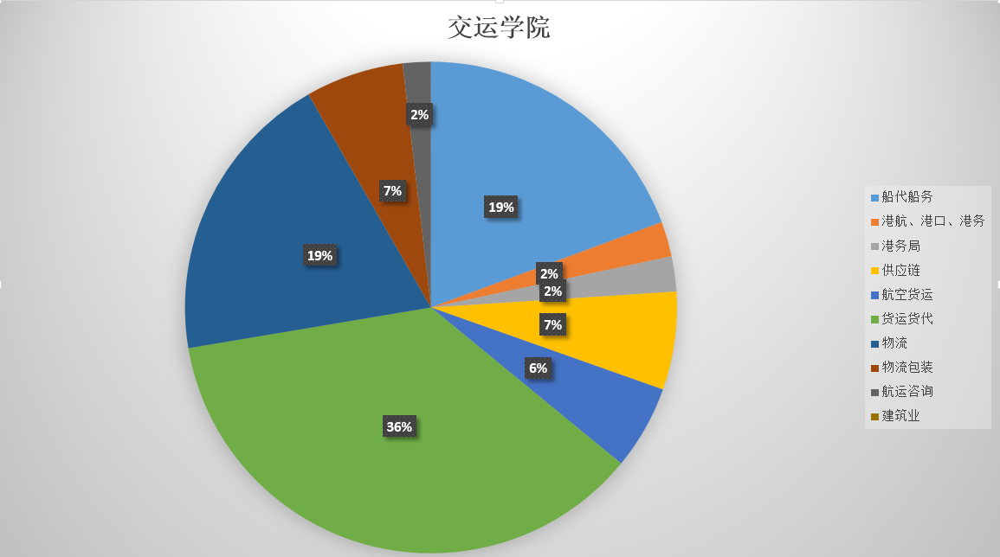 交运学院
2%
7%
19%
19%
2%
2%
7%
6%
36%
船代船务
港航、港口、港务
港务局
供应链
航空货运
货运货代
物流
物流包装
航运咨询
建筑业